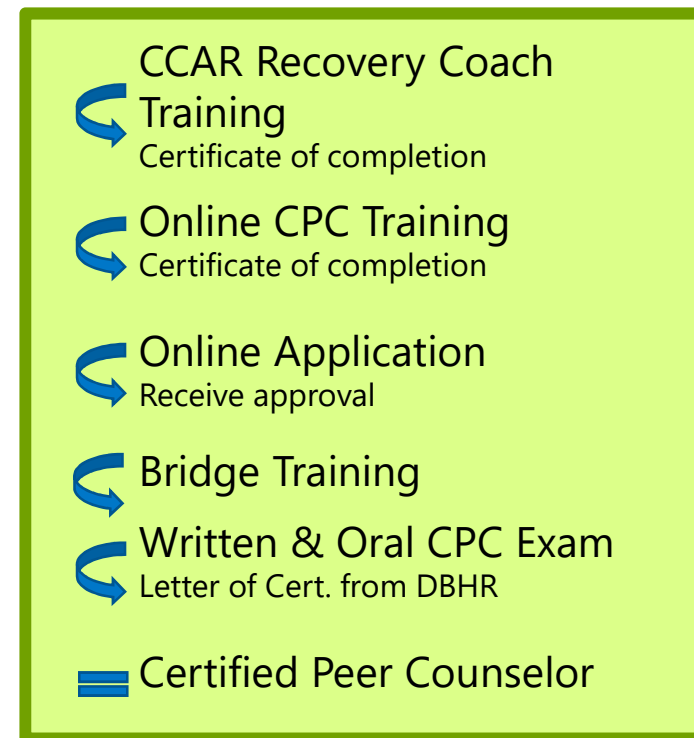 CCAR Recovery Coach
Training
Certificate of completion
Online CPC Training
Certificate of completion
Online Application
Receive approval
Bridge Training
Written & Oral CPC Exam
Letter of Cert. from DBHR
Certified Peer Counselor